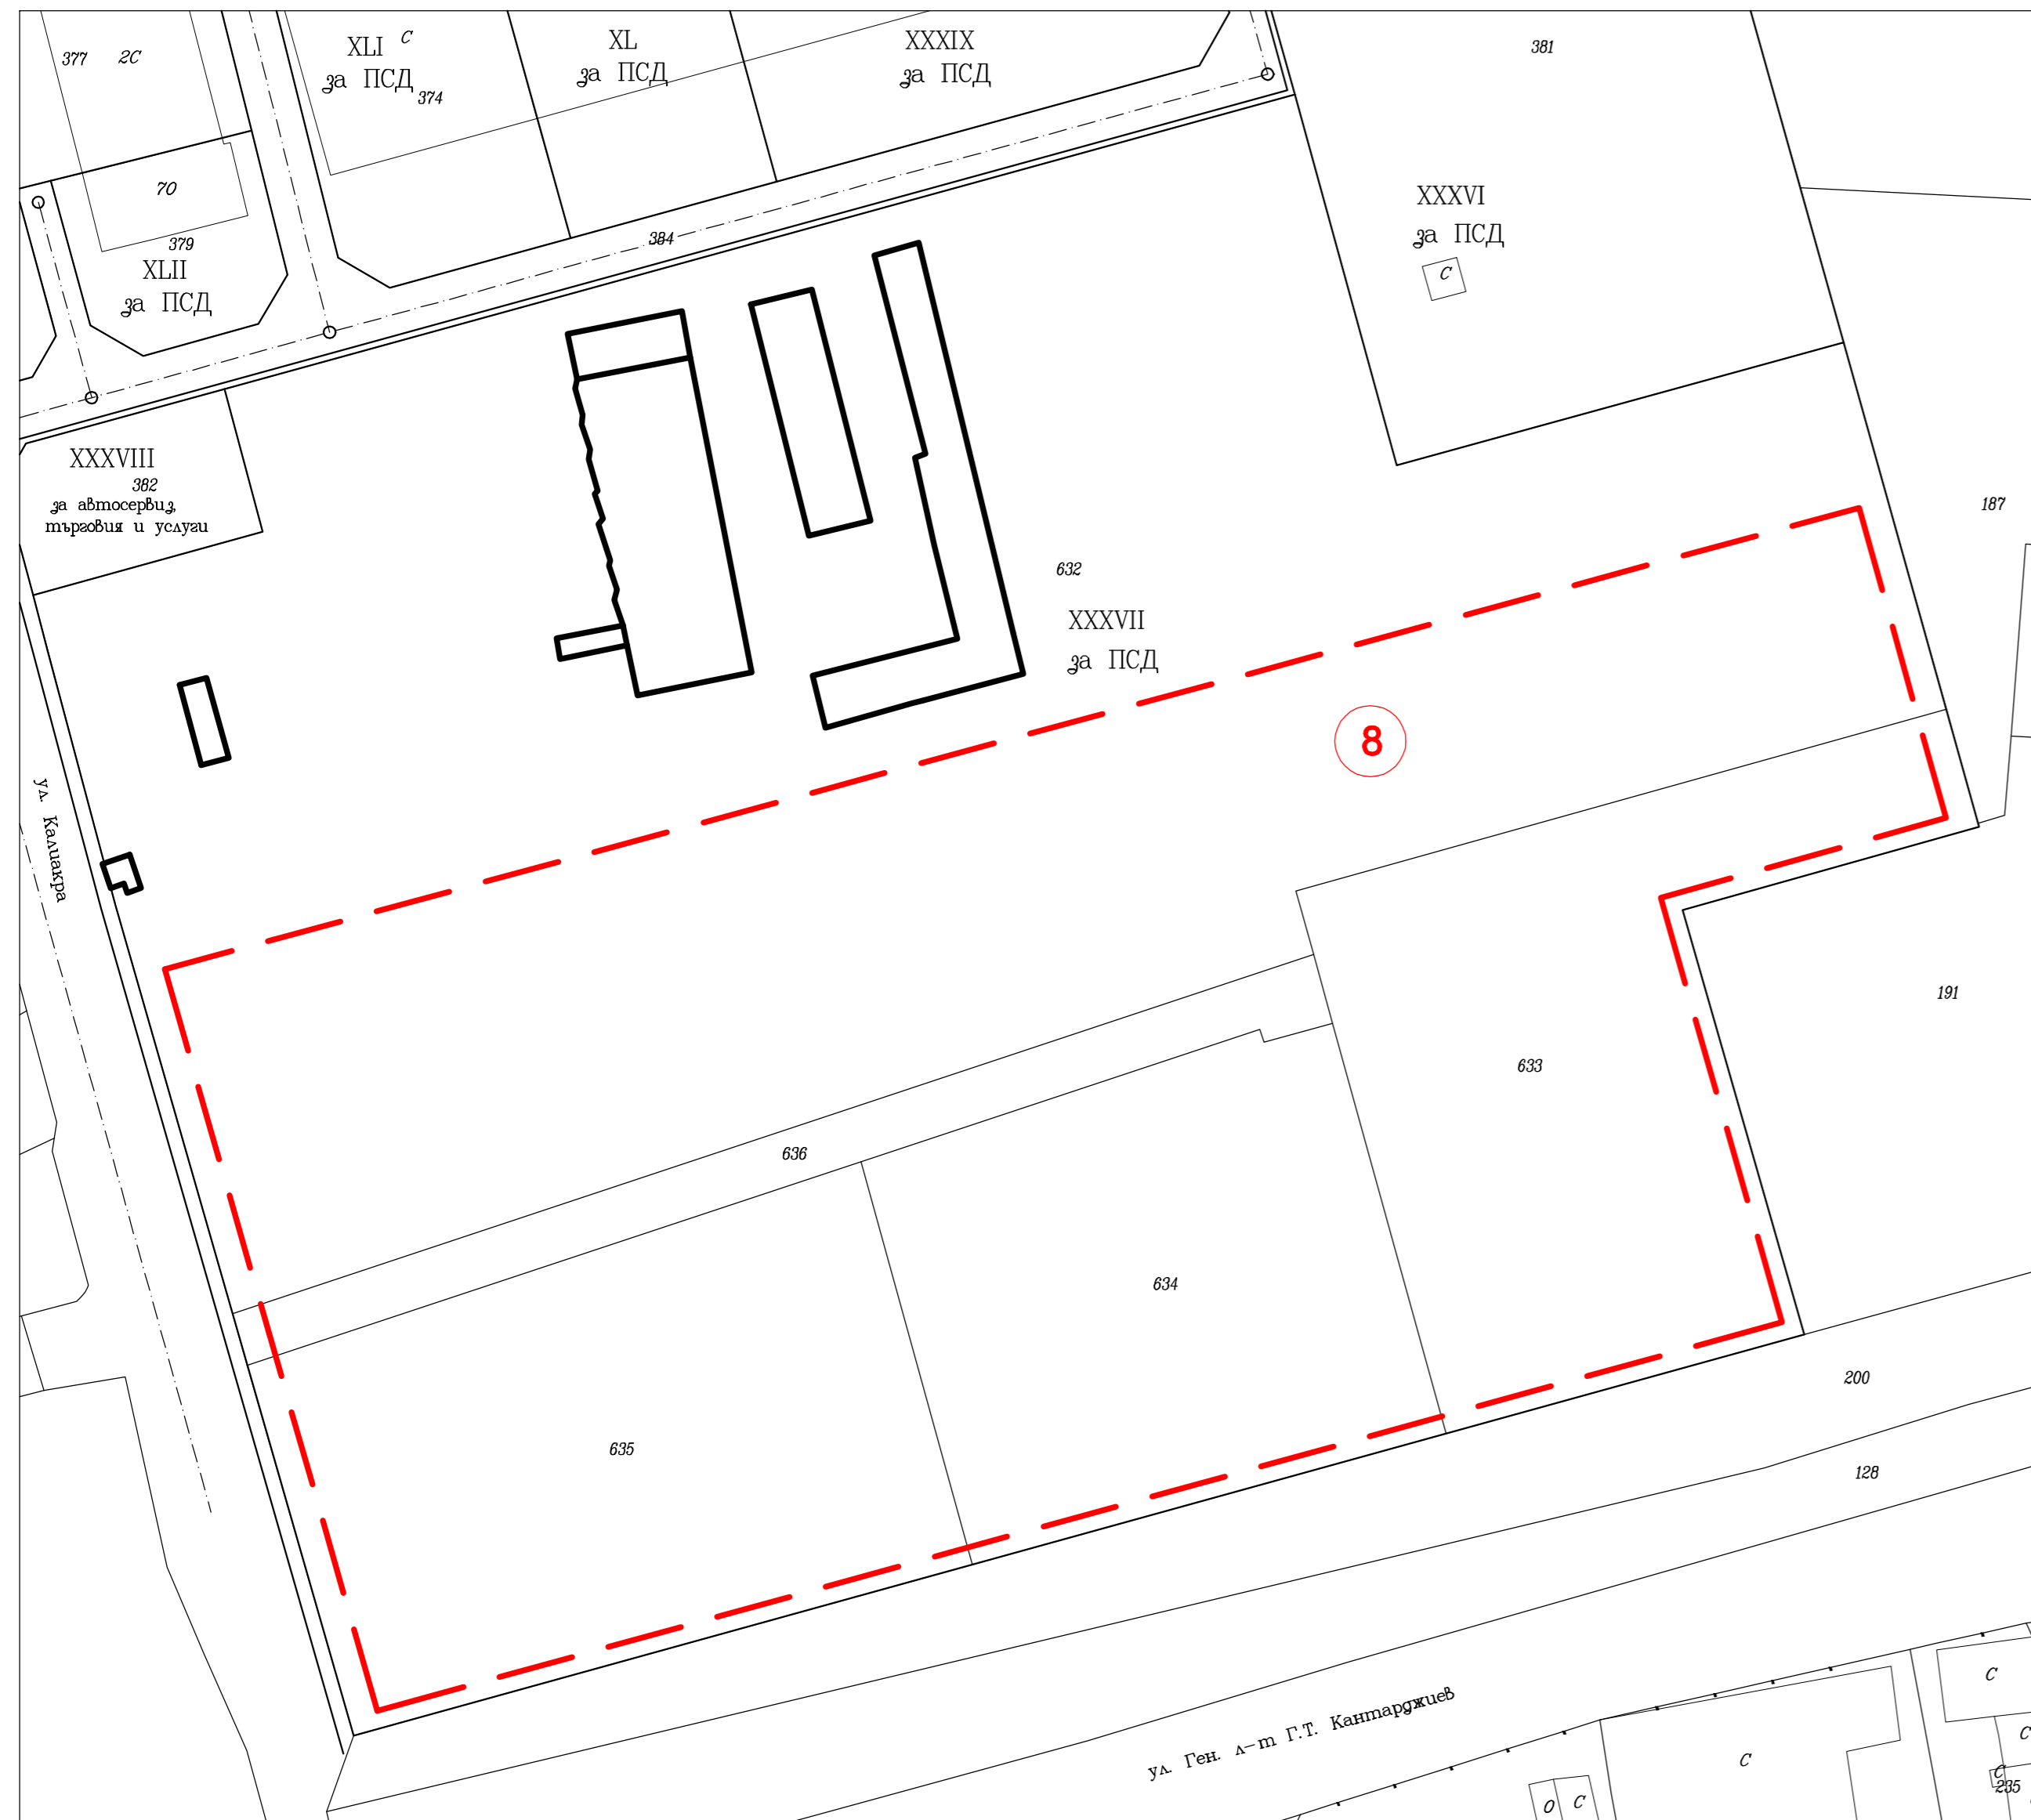 377 2С
XLI С
за ПСД
374
XL
за ПСД
XXXIX
за ПСД
381
70
379
XLII
за ПСД
384
XXXVI
за ПСД
С
XXXVIII
382
за автосервиз,
търговия и услуги
187
632
XXXVII
за ПСД
8
ул. Калиакра
191
633
636
634
635
200
128
ул. Ген. л-т Г.Т. Кантарджиев
С
С
С
С
235
О С